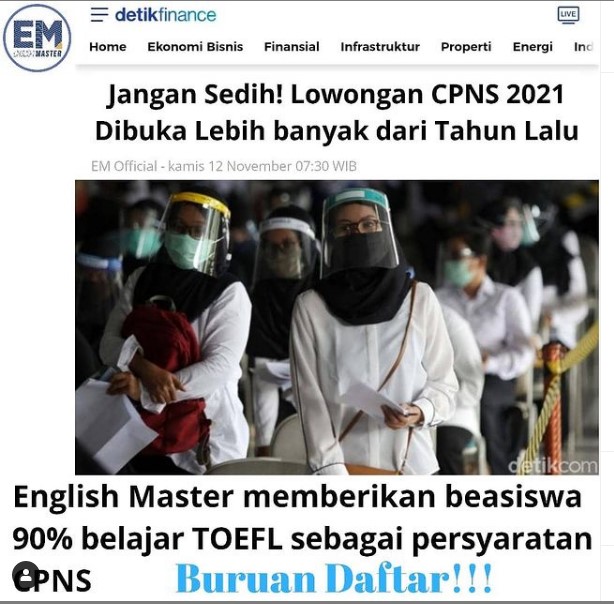 EM
MASTER
detikfinance
LIVE
Home Ekonomi Bisnis Finansial Infrastruktur Properti Energi Ind
Jangan Sedih! Lowongan CPNS 2021
Dibuka Lebih banyak dari Tahun Lalu
EM Official - kamis 12 November 07:30 WIB
detikcom
English Master memberikan beasiswa
90% belajar TOEFL sebagai persyaratan
CPNS Buruan Daftar!!!